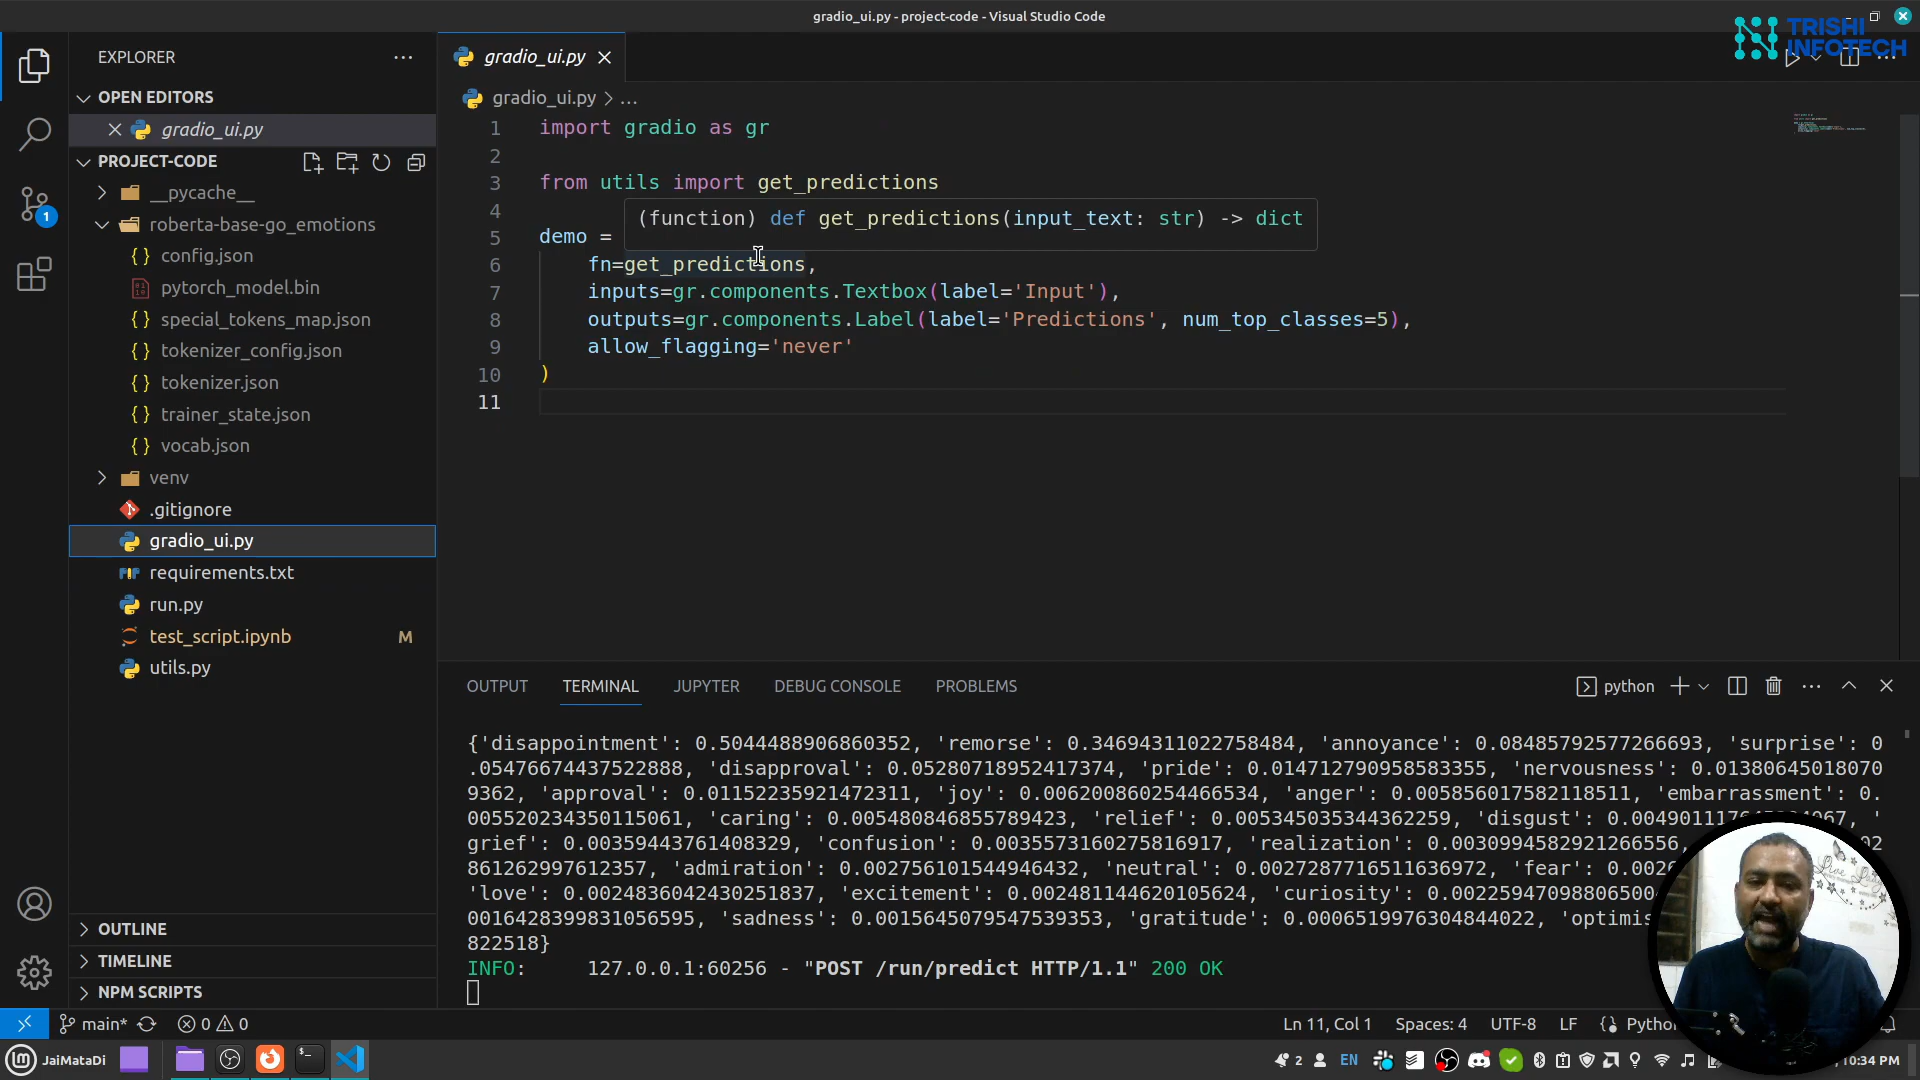 gradio_ui.py - project-code - Visual Studio Code
TRISHI
INFOTECH
EXPLORER
OPEN EDITORS
gradio_ui.py
PROJECT-CODE
__pycache__
roberta-base-go_emotions
config.json
pytorch_model.bin
special_tokens_map.json
tokenizer_config.json
tokenizer.json
trainer_state.json
vocab.json
venv
.gitignore
gradio_ui.py
requirements.txt
run.py
test_script.ipynb M
utils.py
OUTLINE
TIMELINE
NPM SCRIPTS
gradio_ui.py
gradio_ui.py > ...
1 import gradio as gr
2
3 from utils import get_predictions
4
(function) def get_predictions(input_text: str) -> dict
5 demo =
6 fn=get_predictions,
7 inputs=gr.components.Textbox(label='Input'),
8 outputs=gr.components.Label(label='Predictions', num_top_classes=5),
9 allow_flagging='never'
10 )
11
OUTPUT TERMINAL JUPYTER DEBUG CONSOLE PROBLEMS
python
{'disappointment': 0.5044488906860352, 'remorse': 0.34694311022758484, 'annoyance': 0.08485792577266693, 'surprise': 0
.05476674437522888, 'disapproval': 0.05280718952417374, 'pride': 0.014712790958583355, 'nervousness': 0.01380645018070
9362, 'approval': 0.01152235921472311, 'joy': 0.006200860254466534, 'anger': 0.005856017582118511, 'embarrassment': 0.
005520234350115061, 'caring': 0.005480846855789423, 'relief': 0.005345035344362259, 'disgust': '
grief': 0.00359443761408329, 'confusion': 0.0035573160275816917, 'realization': 0.0030994582921266556, 02
861262997612357, 'admiration': 0.002756101544946432, 'neutral': 0.0027287716511636972, 'fear':
'love': 0.0024836042430251837, 'excitement': 0.002481144620105624, 'curiosity':
0016428399831056595, 'sadness': 0.0015645079547539353, 'gratitude': 0.0006519976304844022,
822518}
INFO: 127.0.0.1:60256 - "POST /run/predict HTTP/1.1" 200 OK
main* 0 0
Ln 11, Col 1 Spaces: 4 UTF-8 LF
JaiMataDi
2 EN 10:34 PM
1